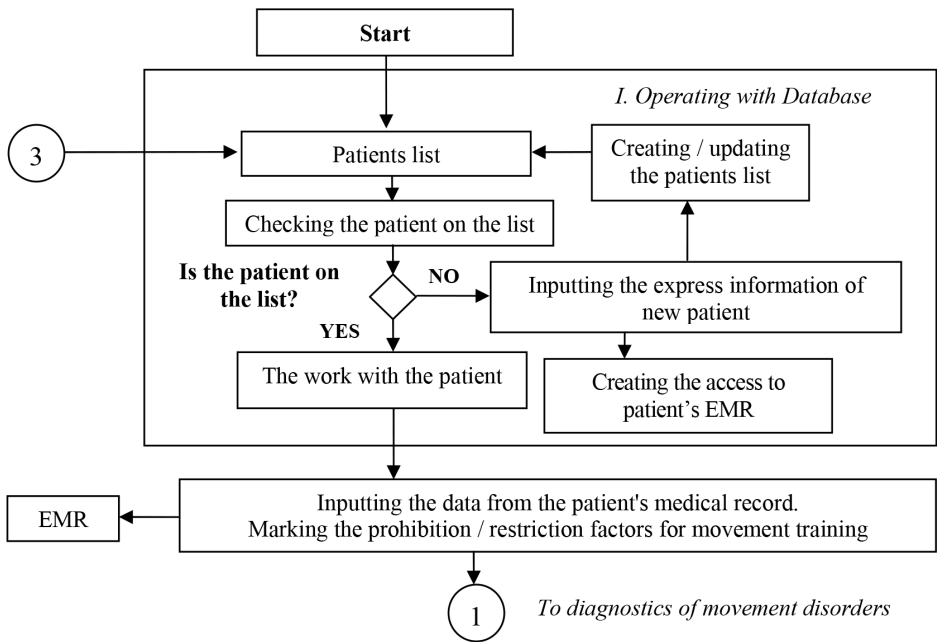 Start
I. Operating with Database
3
Patients list
Creating / updating
the patients list
Checking the patient on the list
Is the patient on
the list?
NO
Inputting the express information of
new patient
YES
The work with the patient
Creating the access to
patient’s EMR
EMR
Inputting the data from the patient's medical record.
Marking the prohibition / restriction factors for movement training
1
To diagnostics of movement disorders